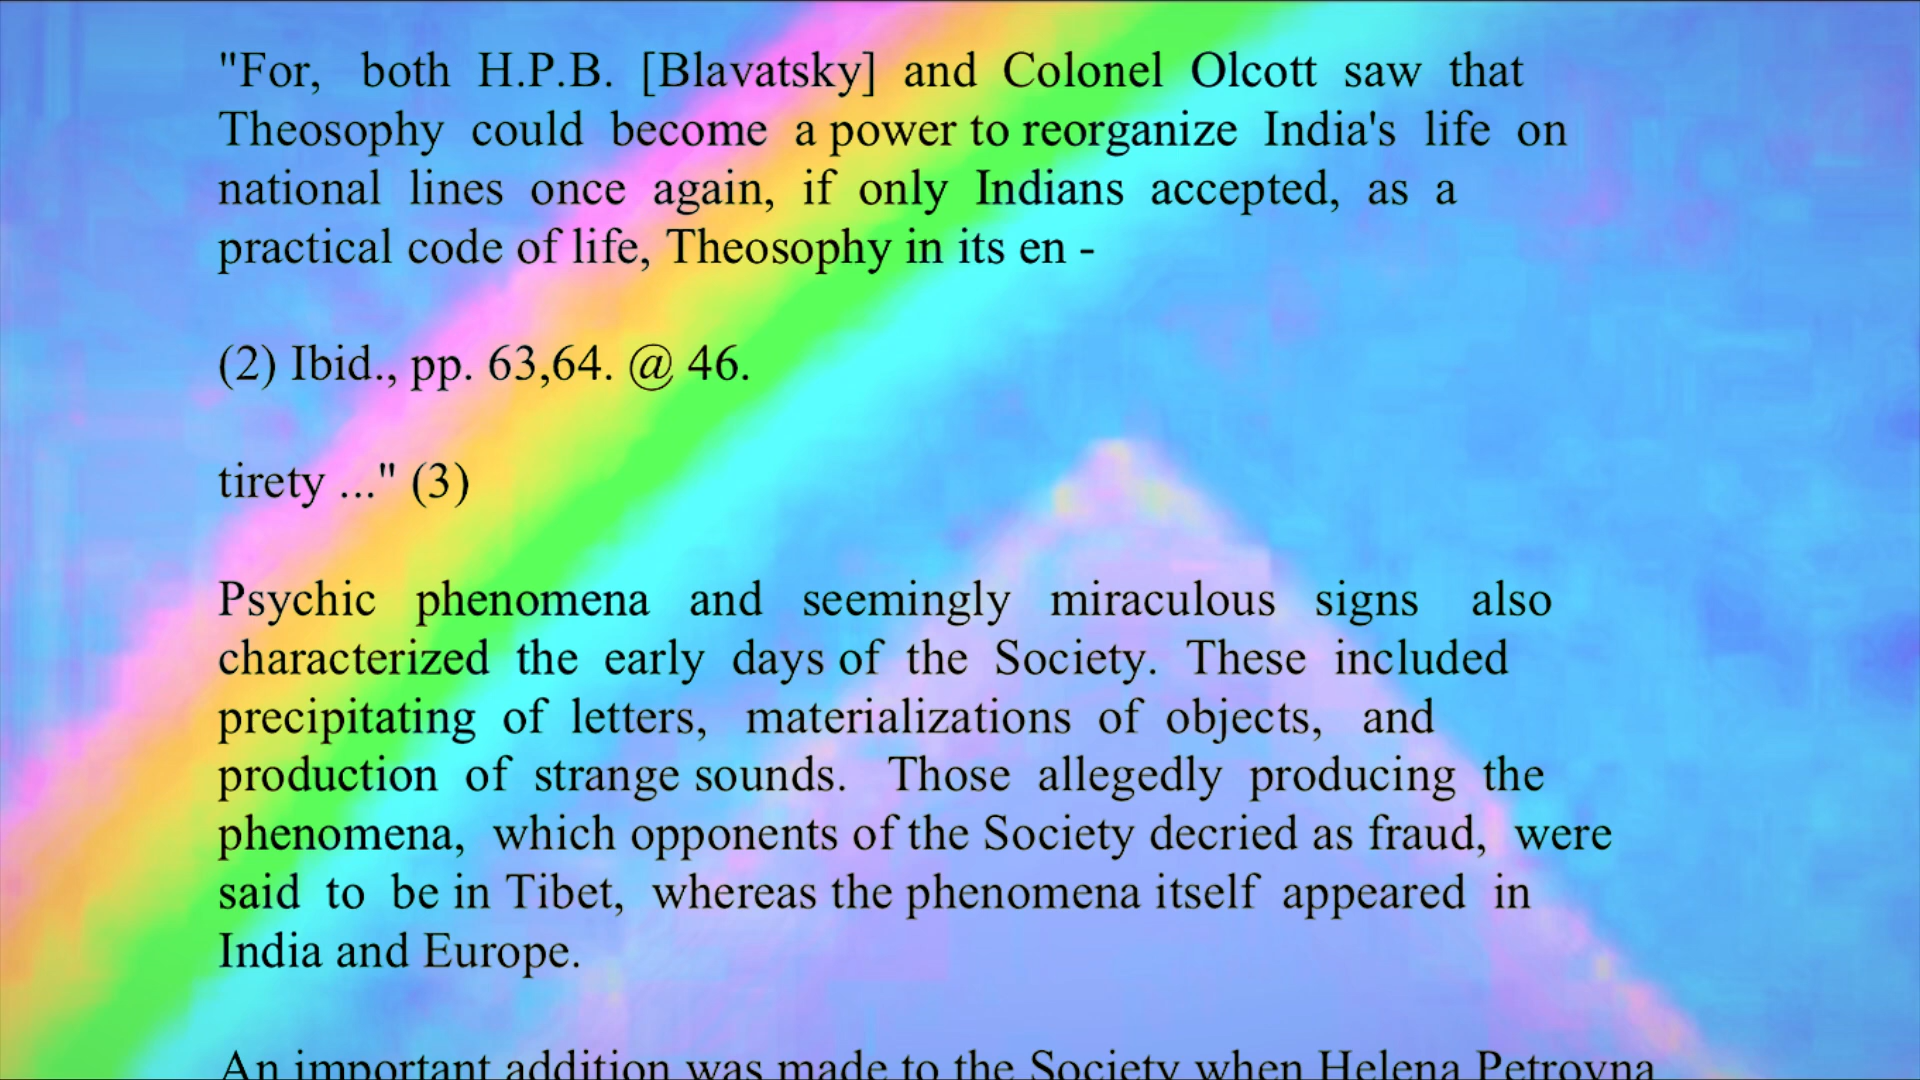 "For, both H.P.B. [Blavatsky] and Colonel Olcott saw that
Theosophy could become a power to reorganize India's life on
national lines once again, if only Indians accepted, as a
practical code of life, Theosophy in its en -
(2) Ibid., pp. 63,64. @ 46.
tirety ..." (3)
Psychic phenomena and seemingly miraculous signs also
characterized the early days of the Society. These included
precipitating of letters, materializations of objects, and
production of strange sounds. Those allegedly producing the
phenomena, which opponents of the Society decried as fraud, were
said to be in Tibet, whereas the phenomena itself appeared in
India and Europe.
An important addition was made to the Society when Helena Petrovna